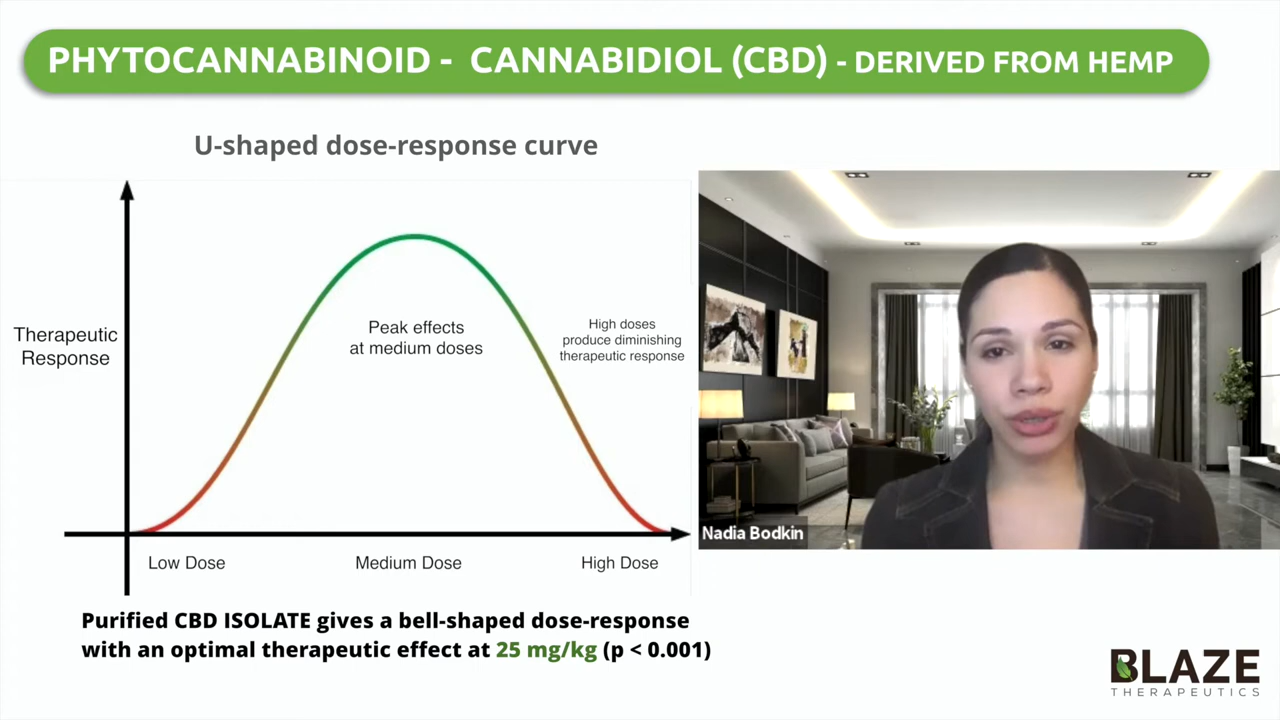 PHYTOCANNABINOID - CANNABIDIOL (CBD) - DERIVED FROM HEMP
U-shaped dose-response curve
Therapeutic
Response
Peak effects
at medium doses
High doses
produce diminishing
therapeutic response
Low Dose
Medium Dose
High Dose
Purified CBD ISOLATE gives a bell-shaped dose-response
with an optimal therapeutic effect at 25 mg/kg (p < 0.001)
Nadia Bodkin
BLAZE
THERAPEUTICS